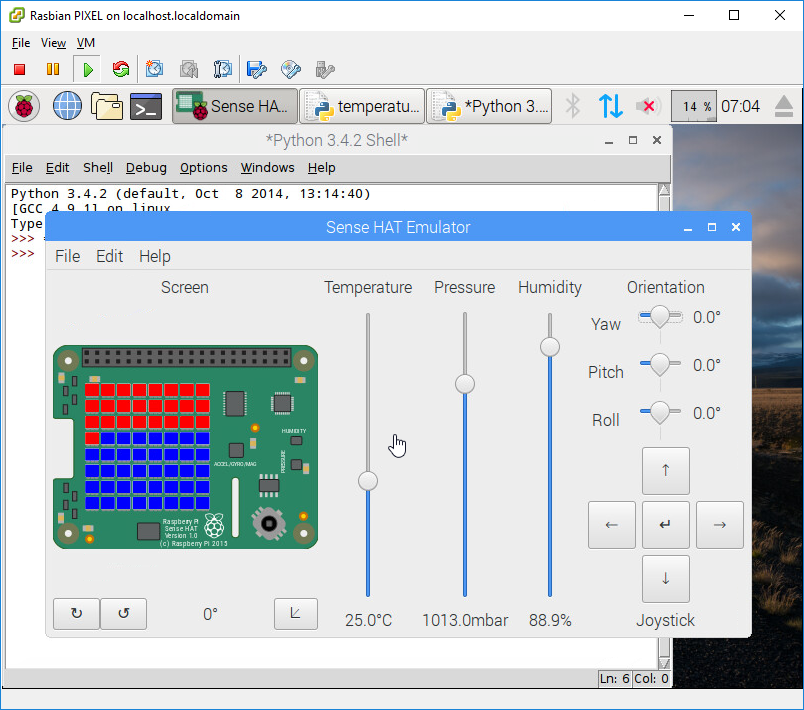 Rasbian PIXEL on localhost.localdomain
File View VM
Sense HA... temperatu... *Python 3.... 14 % 07:04
*Python 3.4.2 Shell*
File Edit Shell Debug Options Windows Help
Python 3.4.2 (default, Oct 8 2014, 13:14:40)
[GCC 4.9.1] on linux
Type
>>>
>>>
Sense HAT Emulator
File Edit Help
Screen Temperature Pressure Humidity Orientation
Yaw 0.0°
Pitch 0.0°
Roll 0.0°
HUMIDITY
PRESSURE
ACCEL/GYRO/MAG
Raspberry Pi
Sense HAT
Version 1.0
(c) Raspberry Pi 2015
↑
← ↵ →
↓
↻ ↺ 0° 25.0°C 1013.0mbar 88.9% Joystick
Ln: 6 Col: 0